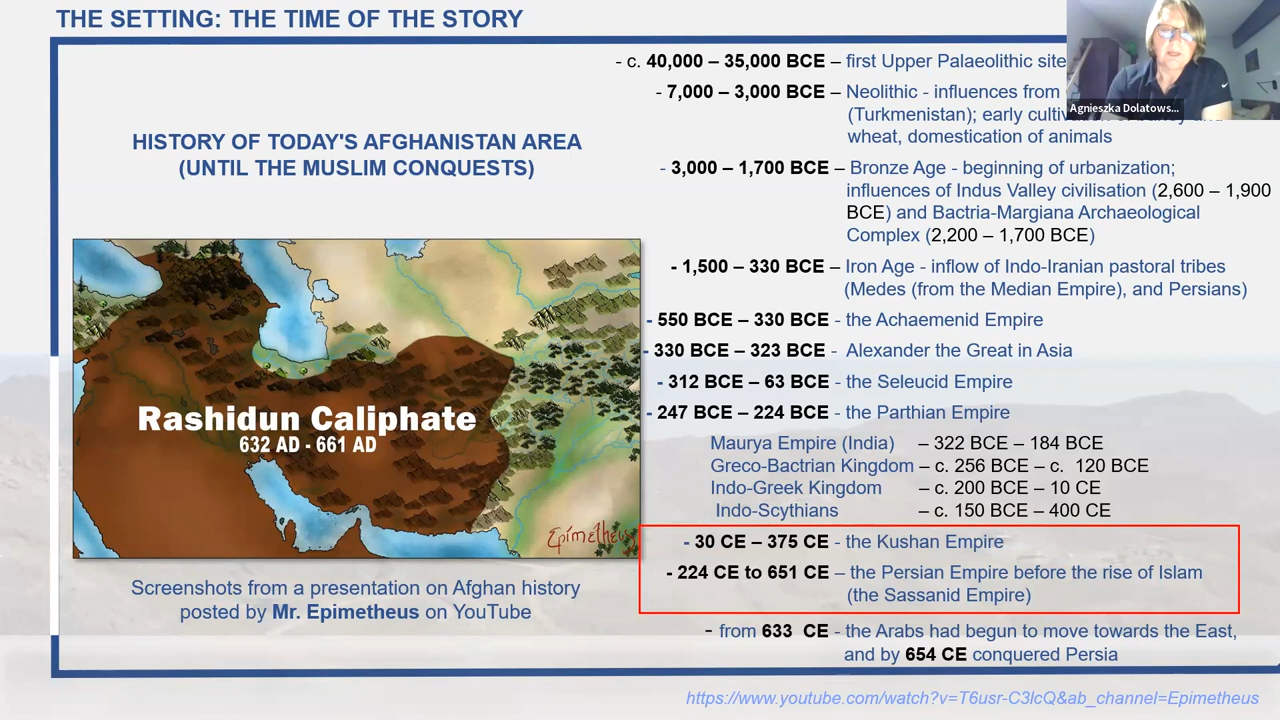 THE SETTING: THE TIME OF THE STORY
HISTORY OF TODAY'S AFGHANISTAN AREA
(UNTIL THE MUSLIM CONQUESTS)
Rashidun Caliphate
632 AD - 661 AD
Epimetheus
Screenshots from a presentation on Afghan history
posted by Mr. Epimetheus on YouTube
- c. 40,000 – 35,000 BCE – first Upper Palaeolithic site
- 7,000 – 3,000 BCE – Neolithic - influences from
(Turkmenistan); early
wheat, domestication of animals
- 3,000 – 1,700 BCE – Bronze Age - beginning of urbanization;
influences of Indus Valley civilisation (2,600 – 1,900
BCE) and Bactria-Margiana Archaeological
Complex (2,200 – 1,700 BCE)
- 1,500 – 330 BCE – Iron Age - inflow of Indo-Iranian pastoral tribes
(Medes (from the Median Empire), and Persians)
- 550 BCE – 330 BCE - the Achaemenid Empire
- 330 BCE – 323 BCE - Alexander the Great in Asia
- 312 BCE – 63 BCE - the Seleucid Empire
- 247 BCE – 224 BCE - the Parthian Empire
Maurya Empire (India) – 322 BCE – 184 BCE
Greco-Bactrian Kingdom – c. 256 BCE – c. 120 BCE
Indo-Greek Kingdom – c. 200 BCE – 10 CE
Indo-Scythians – c. 150 BCE – 400 CE
- 30 CE – 375 CE - the Kushan Empire
- 224 CE to 651 CE – the Persian Empire before the rise of Islam
(the Sassanid Empire)
- from 633 CE - the Arabs had begun to move towards the East,
and by 654 CE conquered Persia
https://www.youtube.com/watch?v=T6usr-C3lcQ&ab_channel=Epimetheus
Agnieszka Dolatows...